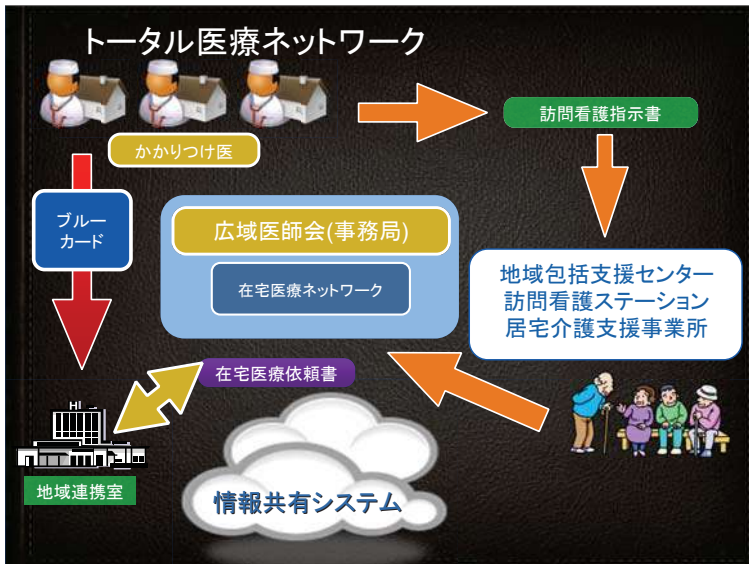 トータル医療ネットワーク
訪問看護指示書
かかりつけ医
ブルー
カード
広域医師会(事務局)
在宅医療ネットワーク
地域包括支援センター
訪問看護ステーション
居宅介護支援事業所
在宅医療依頼書
地域連携室
情報共有システム